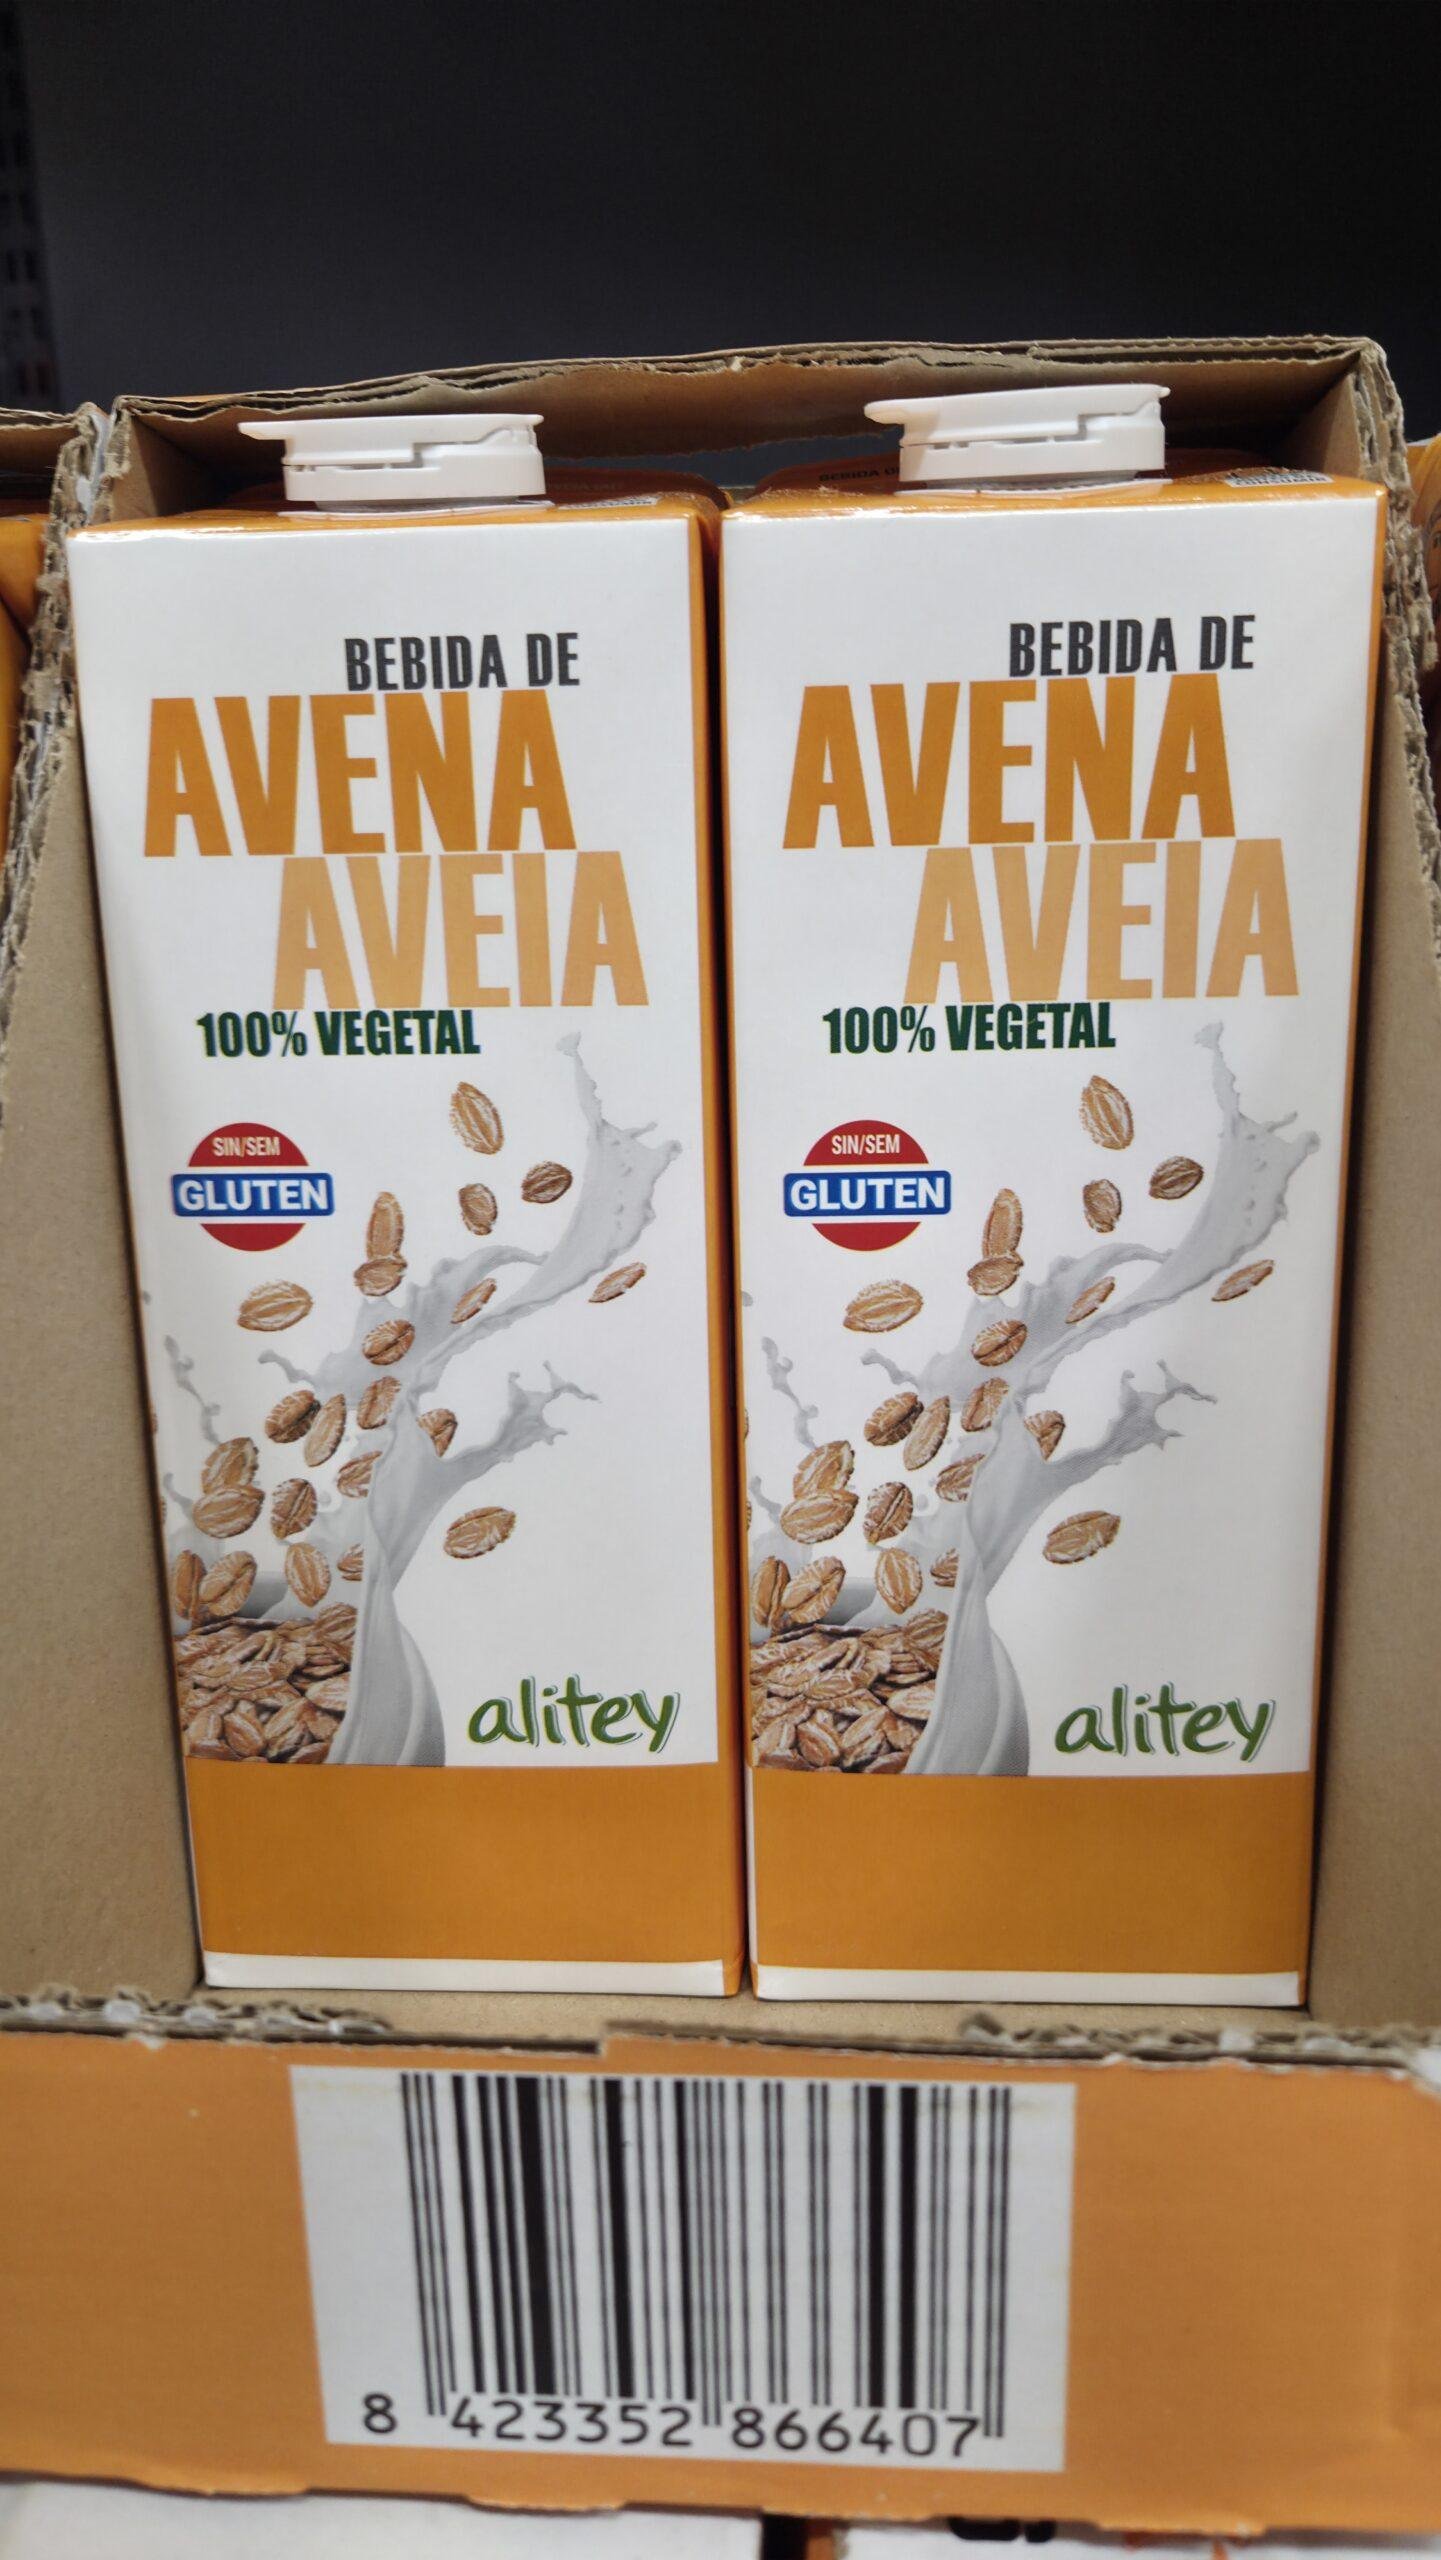 BEBIDA DE
AVENA
AVEIA
100% VEGETAL
SIN/SEM
GLUTEN
alitey
BEBIDA DE
AVENA
AVEIA
100% VEGETAL
SIN/SEM
GLUTEN
alitey
8 423352 866407